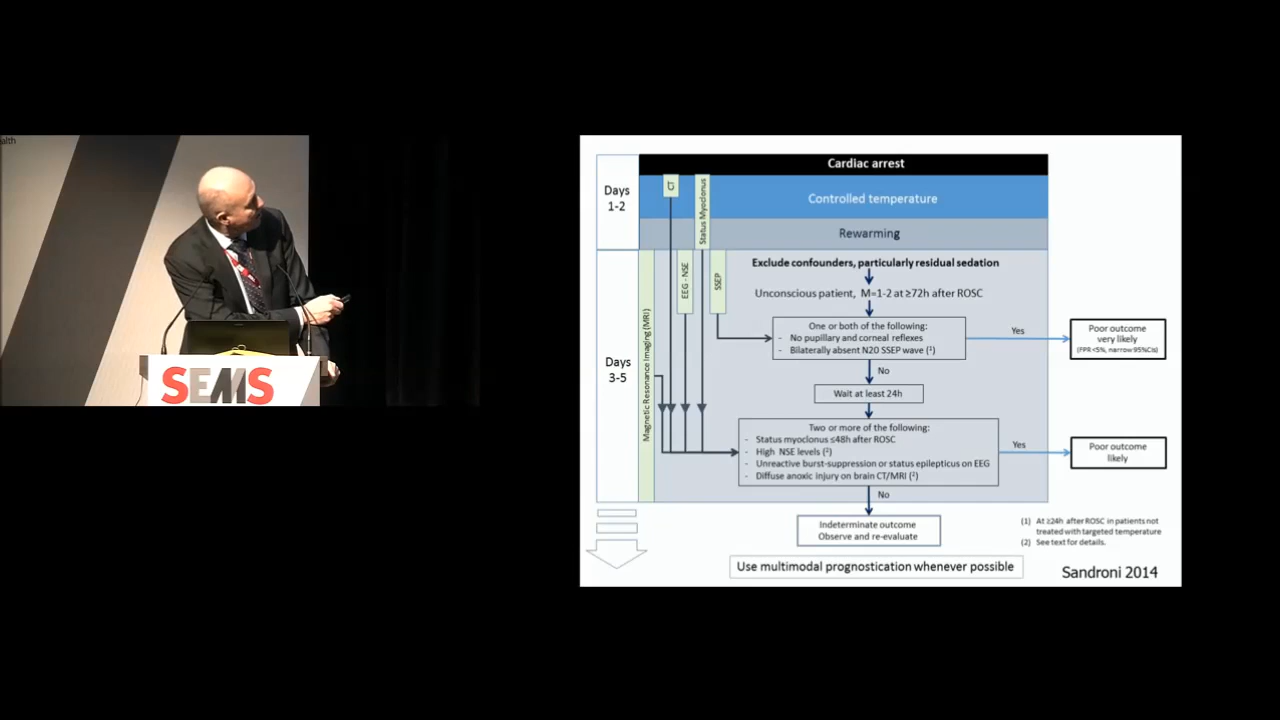 alth
SEMS
Cardiac arrest
Days
1-2
CT
Status Myoclonus
Controlled temperature
Rewarming
Days
3-5
Magnetic Resonance Imaging (MRI)
EEG - NSE
SSEP
Exclude confounders, particularly residual sedation
Unconscious patient, M=1-2 at ≥72h after ROSC
One or both of the following:
- No pupillary and corneal reflexes
- Bilaterally absent N20 SSEP wave (¹)
Yes
Poor outcome
very likely
(FPR <5%, narrow 95%CIs)
No
Wait at least 24h
Two or more of the following:
- Status myoclonus ≤48h after ROSC
- High NSE levels (²)
- Unreactive burst-suppression or status epilepticus on EEG
- Diffuse anoxic injury on brain CT/MRI (²)
Yes
Poor outcome
likely
No
Indeterminate outcome
Observe and re-evaluate
(1) At ≥24h after ROSC in patients not
treated with targeted temperature
(2) See text for details.
Use multimodal prognostication whenever possible
Sandroni 2014